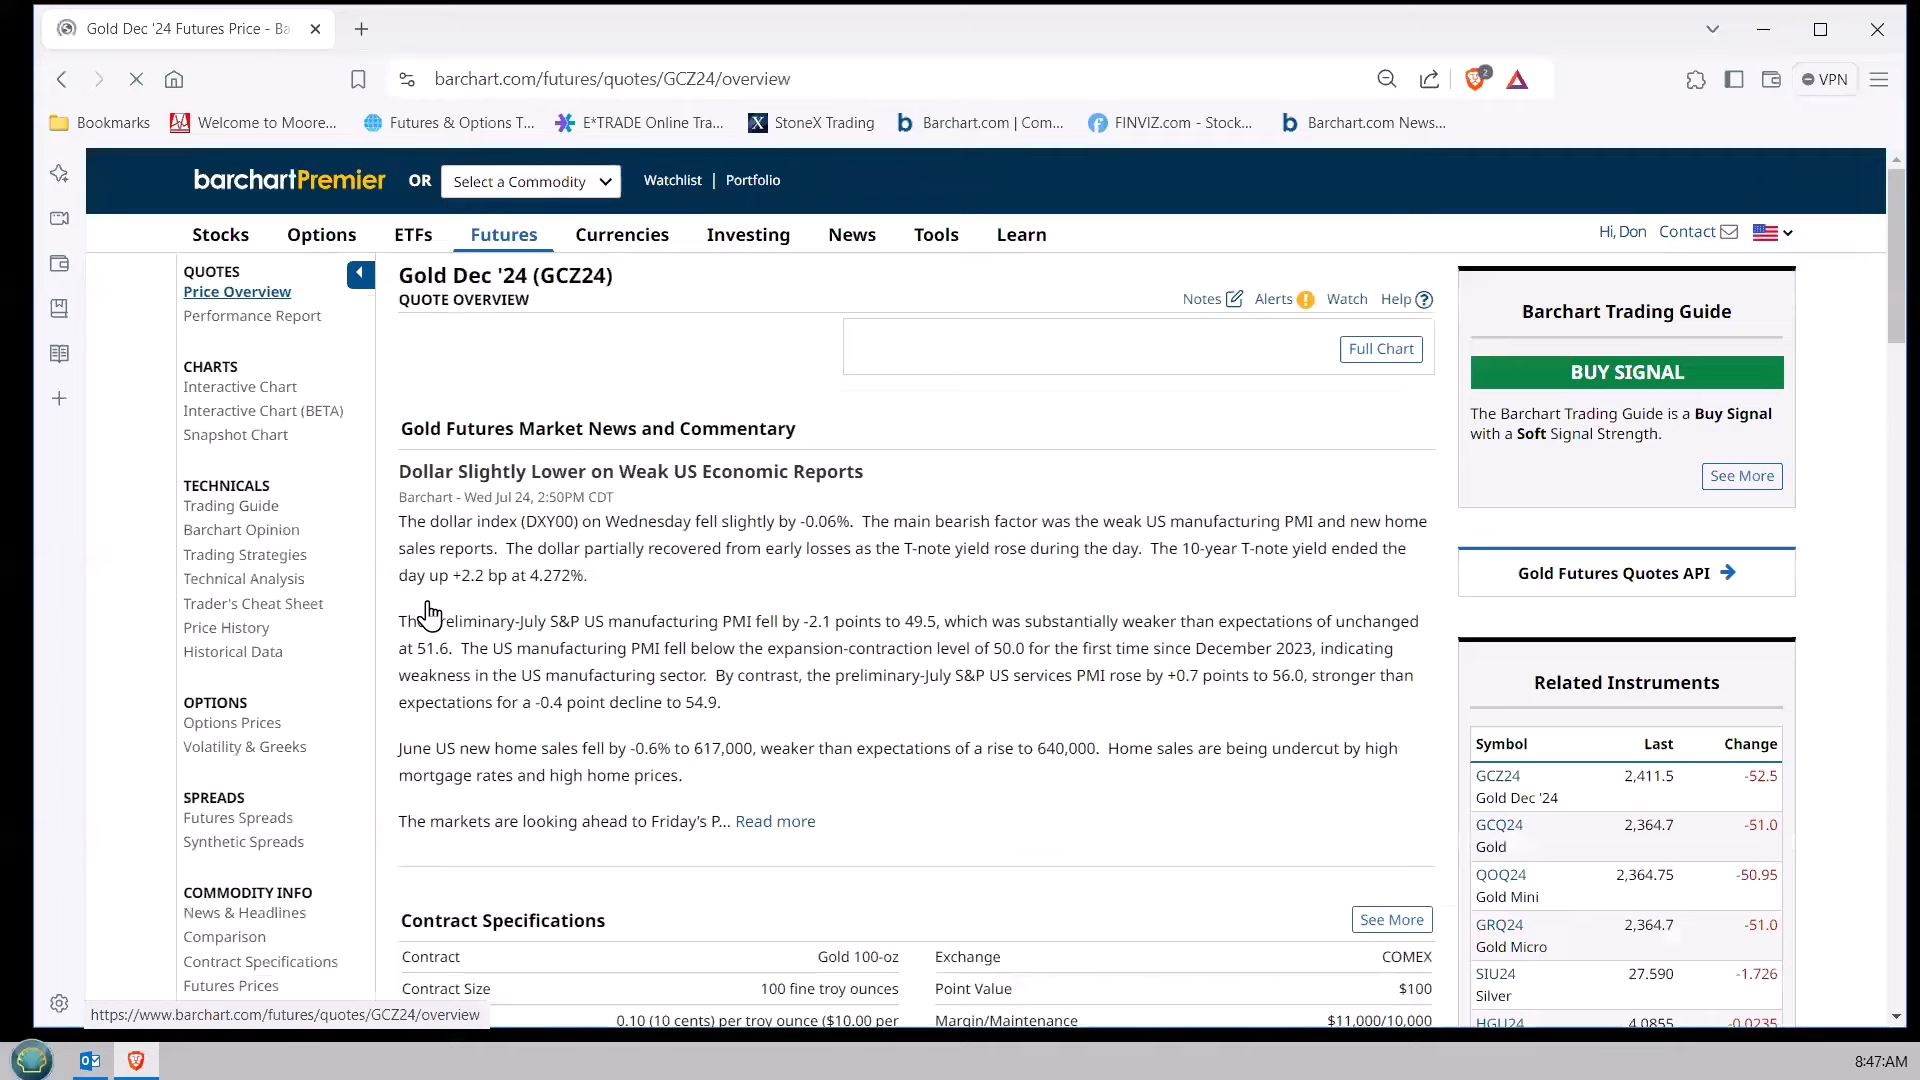 Gold Dec '24 Futures Price - Ba
barchart.com/futures/quotes/GCZ24/overview
2
VPN
Bookmarks
Welcome to Moore...
Futures & Options T...
E*TRADE Online Tra...
StoneX Trading
Barchart.com | Com...
FINVIZ.com - Stock...
Barchart.com News...
barchartPremier
OR
Select a Commodity
Watchlist | Portfolio
Stocks
Options
ETFs
Futures
Currencies
Investing
News
Tools
Learn
Hi, Don
Contact
QUOTES
Price Overview
Performance Report
CHARTS
Interactive Chart
Interactive Chart (BETA)
Snapshot Chart
TECHNICALS
Trading Guide
Barchart Opinion
Trading Strategies
Technical Analysis
Trader's Cheat Sheet
Price History
Historical Data
OPTIONS
Options Prices
Volatility & Greeks
SPREADS
Futures Spreads
Synthetic Spreads
COMMODITY INFO
News & Headlines
Comparison
Contract Specifications
Futures Prices
https://www.barchart.com/futures/quotes/GCZ24/overview
Gold Dec '24 (GCZ24)
QUOTE OVERVIEW
Notes
Alerts
Watch
Help
Full Chart
Gold Futures Market News and Commentary
Dollar Slightly Lower on Weak US Economic Reports
Barchart - Wed Jul 24, 2:50PM CDT
The dollar index (DXY00) on Wednesday fell slightly by -0.06%. The main bearish factor was the weak US manufacturing PMI and new home
sales reports. The dollar partially recovered from early losses as the T-note yield rose during the day. The 10-year T-note yield ended the
day up +2.2 bp at 4.272%.
reliminary-July S&P US manufacturing PMI fell by -2.1 points to 49.5, which was substantially weaker than expectations of unchanged
at 51.6. The US manufacturing PMI fell below the expansion-contraction level of 50.0 for the first time since December 2023, indicating
weakness in the US manufacturing sector. By contrast, the preliminary-July S&P US services PMI rose by +0.7 points to 56.0, stronger than
expectations for a -0.4 point decline to 54.9.
June US new home sales fell by -0.6% to 617,000, weaker than expectations of a rise to 640,000. Home sales are being undercut by high
mortgage rates and high home prices.
The markets are looking ahead to Friday's P... Read more
Contract Specifications
See More
Contract Gold 100-oz Exchange COMEX
Contract Size 100 fine troy ounces Point Value $100
0.10 (10 cents) per troy ounce ($10.00 per Margin/Maintenance $11,000/10,000
Barchart Trading Guide
BUY SIGNAL
The Barchart Trading Guide is a Buy Signal
with a Soft Signal Strength.
See More
Gold Futures Quotes API
Related Instruments
Symbol Last Change
GCZ24 2,411.5 -52.5
Gold Dec '24
GCQ24 2,364.7 -51.0
Gold
QOQ24 2,364.75 -50.95
Gold Mini
GRQ24 2,364.7 -51.0
Gold Micro
SIU24 27.590 -1.726
Silver
HGU24 4.0855 -0.0235
8:47:AM